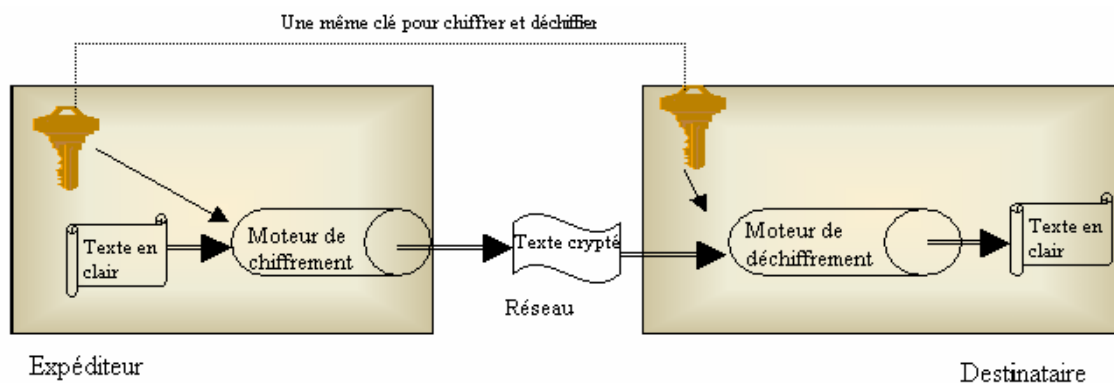 Une même clé pour chiffrer et déchiffrer
Texte en
clair
Moteur de
chiffrement
Texte crypté
Réseau
Moteur de
déchiffrement
Texte en
clair
Expéditeur
Destinataire